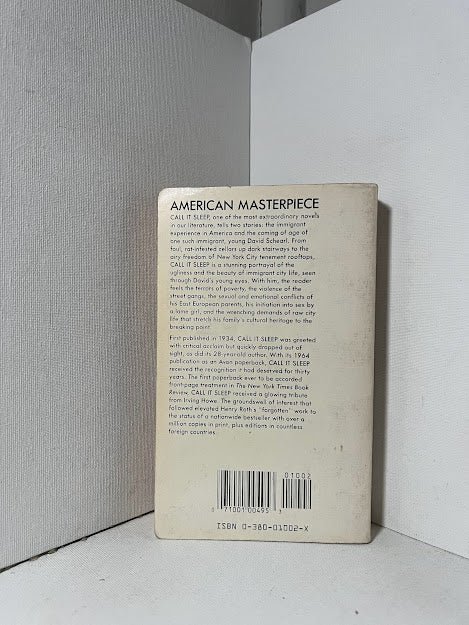 AMERICAN MASTERPIECE
CALL IT SLEEP, one of the most extraordinary novels
in our literature, tells two stories: the immigrant
experience in America and the coming of age of
one such immigrant, young David Schearl. From
foul, rat-infested cellars up dark stairways to the
airy freedom of New York City tenement rooftops,
CALL IT SLEEP is a stunning portrayal of the
ugliness and the beauty of immigrant city life, seen
through David's young eyes. With him, the reader
feels the terrors of poverty, the violence of the
street gangs, the sexual and emotional conflicts of
his East European parents, his initiation into sex by
a lame girl, and the wrenching demands of raw city
life that stretch his family's cultural heritage to the
breaking point.
First published in 1934, CALL IT SLEEP was greeted
with critical acclaim but quickly dropped out of
sight, as did its 28-year-old author. With its 1964
publication as an Avon paperback, CALL IT SLEEP
received the recognition it had deserved for thirty
years. The first paperback ever to be accorded
front-page treatment in The New York Times Book
Review, CALL IT SLEEP received a glowing tribute
from Irving Howe. The groundswell of interest that
followed elevated Henry Roth's "forgotten" work to
the status of a nationwide bestseller with over a
million copies in print, plus editions in countless
foreign countries.
01002
0 71001 00495 3
ISBN 0-380-01002-X